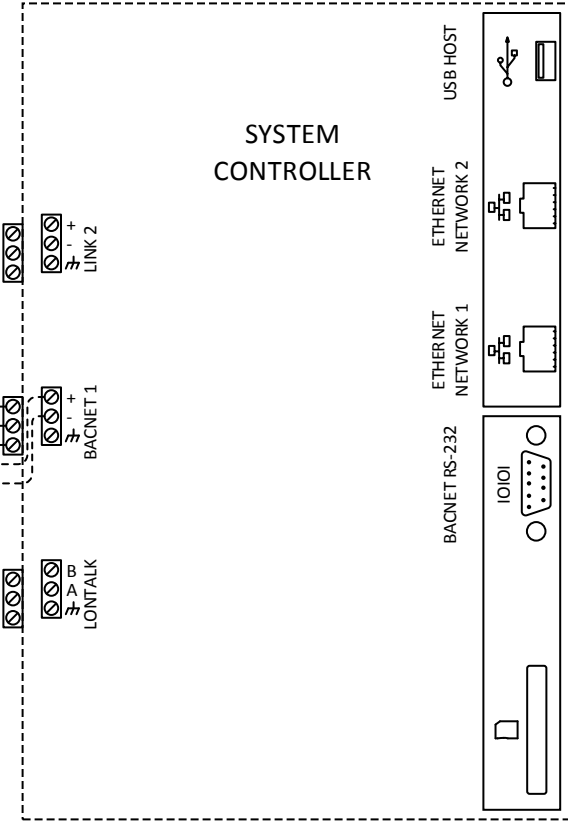 SYSTEM
CONTROLLER
USB HOST
ETHERNET
NETWORK 2
ETHERNET
NETWORK 1
BACNET RS-232
IOIOI
+
-
LINK 2
+
-
BACNET 1
B
A
LONTALK